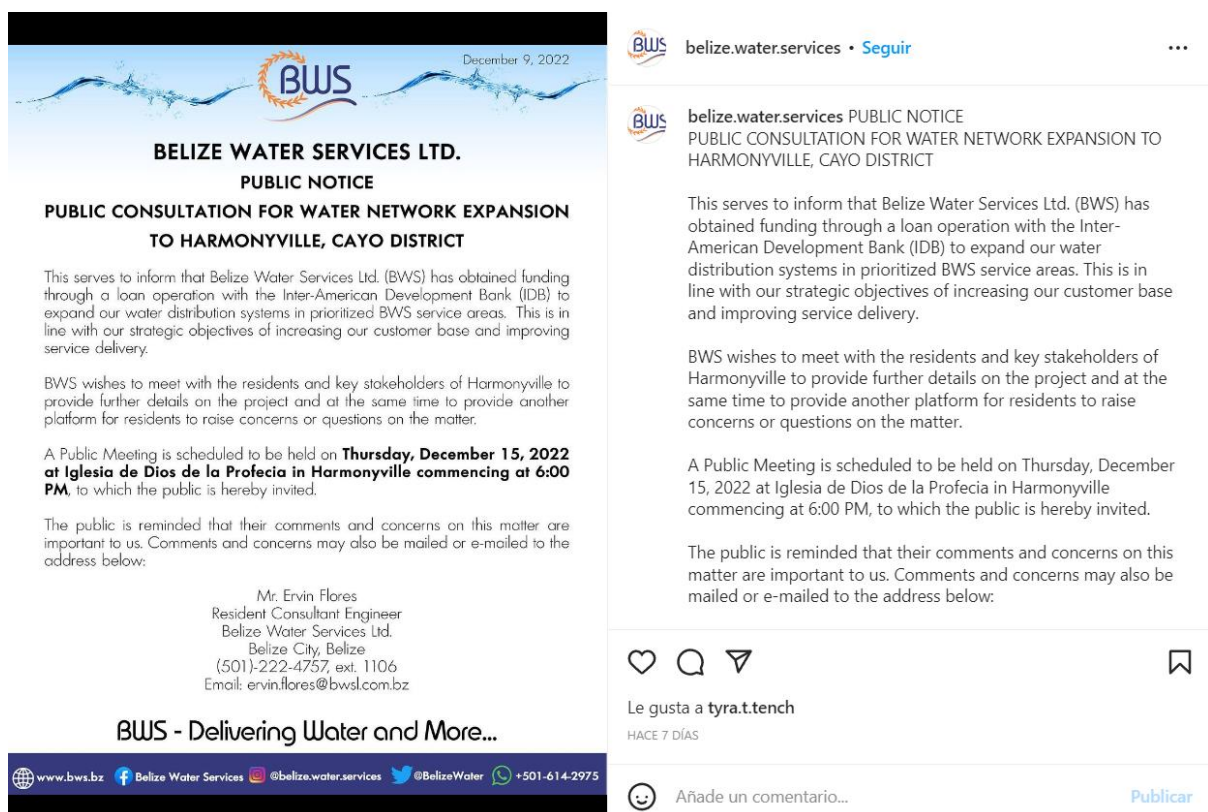 December 9, 2022
BWS
BELIZE WATER SERVICES LTD.
PUBLIC NOTICE
PUBLIC CONSULTATION FOR WATER NETWORK EXPANSION
TO HARMONYVILLE, CAYO DISTRICT
This serves to inform that Belize Water Services Ltd. (BWS) has obtained funding
through a loan operation with the Inter-American Development Bank (IDB) to
expand our water distribution systems in prioritized BWS service areas. This is in
line with our strategic objectives of increasing our customer base and improving
service delivery.
BWS wishes to meet with the residents and key stakeholders of Harmonyville to
provide further details on the project and at the same time to provide another
platform for residents to raise concerns or questions on the matter.
A Public Meeting is scheduled to be held on Thursday, December 15, 2022
at Iglesia de Dios de la Profecia in Harmonyville commencing at 6:00
PM, to which the public is hereby invited.
The public is reminded that their comments and concerns on this matter are
important to us. Comments and concerns may also be mailed or e-mailed to the
address below:
Mr. Ervin Flores
Resident Consultant Engineer
Belize Water Services Ltd.
Belize City, Belize
(501)-222-4757, ext. 1106
Email: ervin.flores@bwsl.com.bz
BWS - Delivering Water and More...
www.bws.bz Belize Water Services @belize.water.services @BelizeWater +501-614-2975
BWS
belize.water.services • Seguir
BWS
belize.water.services PUBLIC NOTICE
PUBLIC CONSULTATION FOR WATER NETWORK EXPANSION TO
HARMONYVILLE, CAYO DISTRICT
This serves to inform that Belize Water Services Ltd. (BWS) has
obtained funding through a loan operation with the Inter-
American Development Bank (IDB) to expand our water
distribution systems in prioritized BWS service areas. This is in
line with our strategic objectives of increasing our customer base
and improving service delivery.
BWS wishes to meet with the residents and key stakeholders of
Harmonyville to provide further details on the project and at the
same time to provide another platform for residents to raise
concerns or questions on the matter.
A Public Meeting is scheduled to be held on Thursday, December
15, 2022 at Iglesia de Dios de la Profecia in Harmonyville
commencing at 6:00 PM, to which the public is hereby invited.
The public is reminded that their comments and concerns on this
matter are important to us. Comments and concerns may also be
mailed or e-mailed to the address below:
Le gusta a tyra.t.tench
HACE 7 DÍAS
Añade un comentario...
Publicar